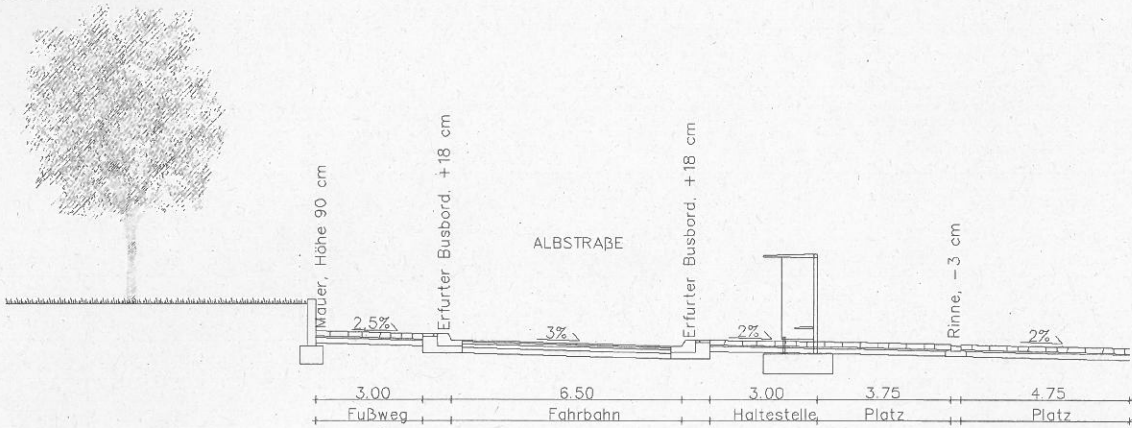 Mauer, Höhe 90 cm
Erfurter Busbord. +18 cm
ALBSTRAßE
Erfurter Busbord. +18 cm
Rinne, -3 cm
2,5%
3%
2%
2%
3.00 6.50 3.00 3.75 4.75
Fußweg Fahrbahn Haltestelle Platz Platz